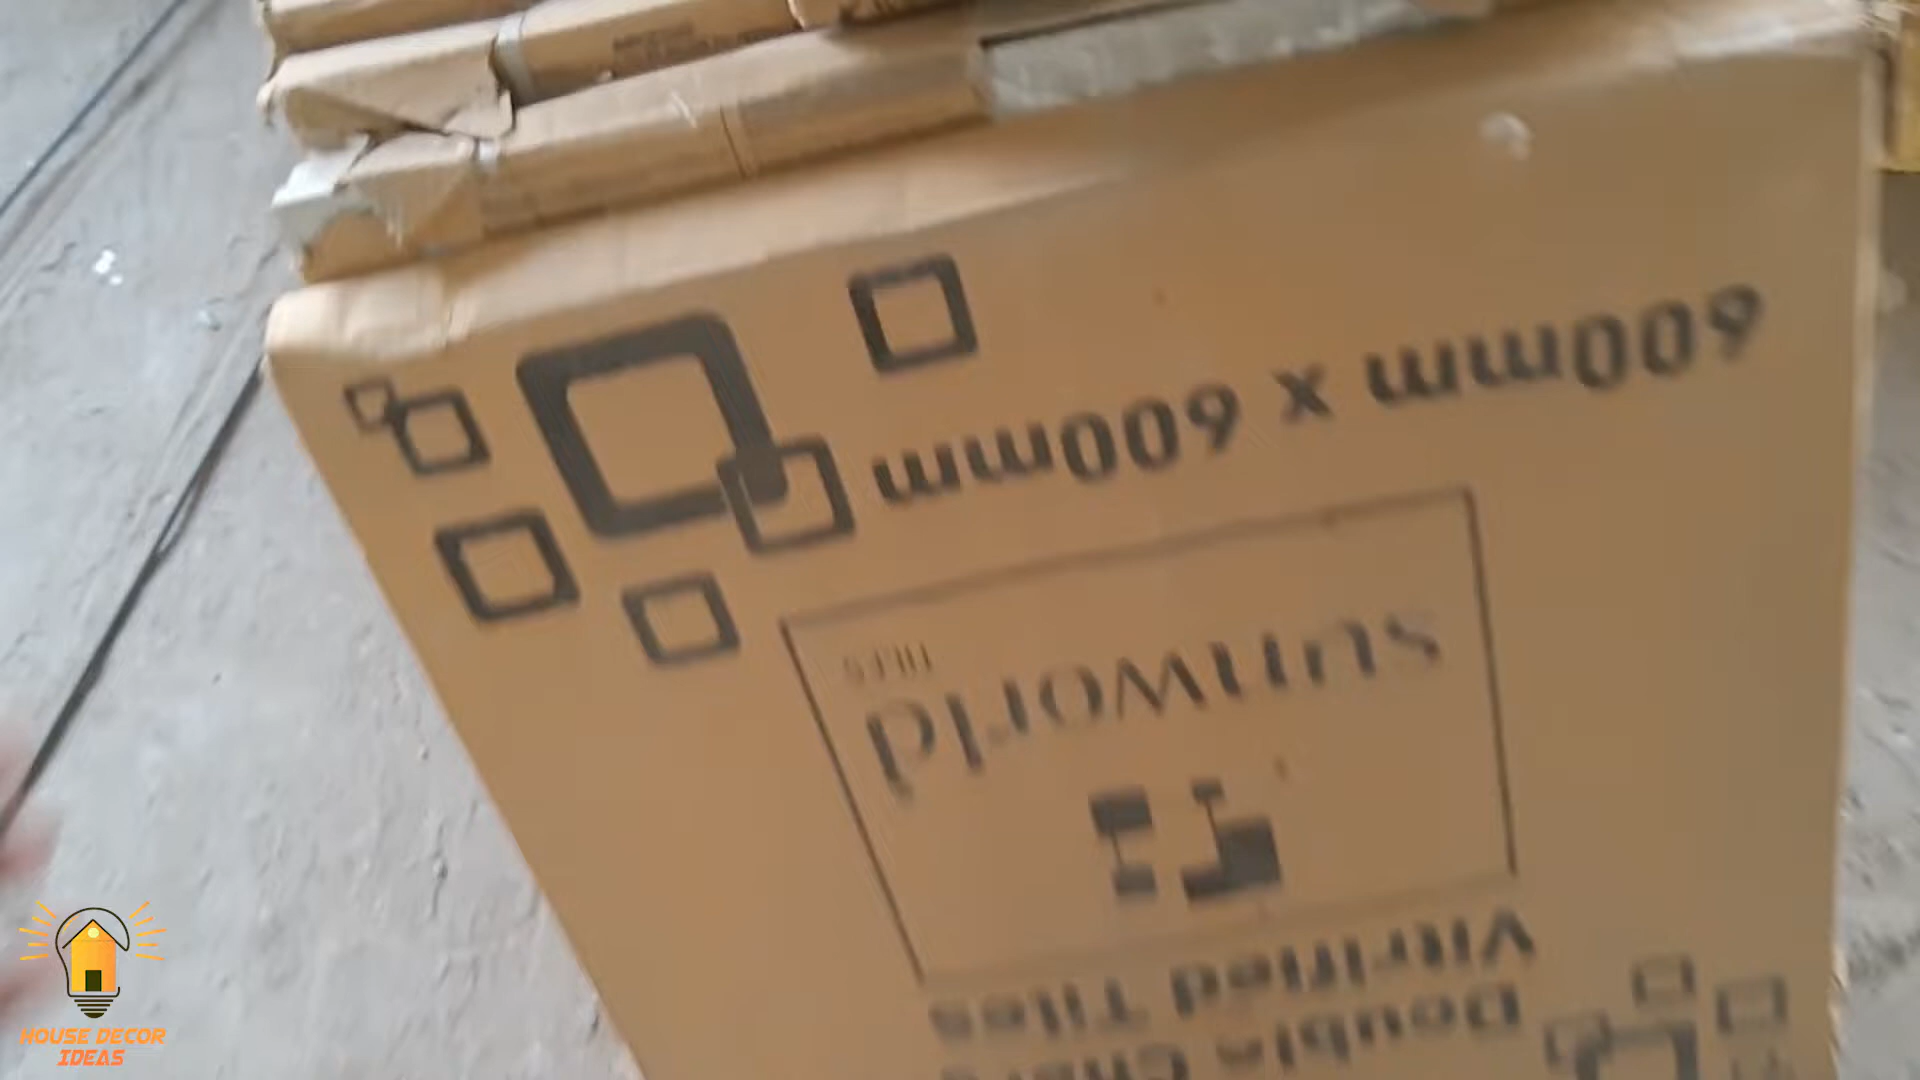 Double Charge
Vitrified Tiles
sunworld
TILES
600mm x 600mm
HOUSE DECOR
IDEAS